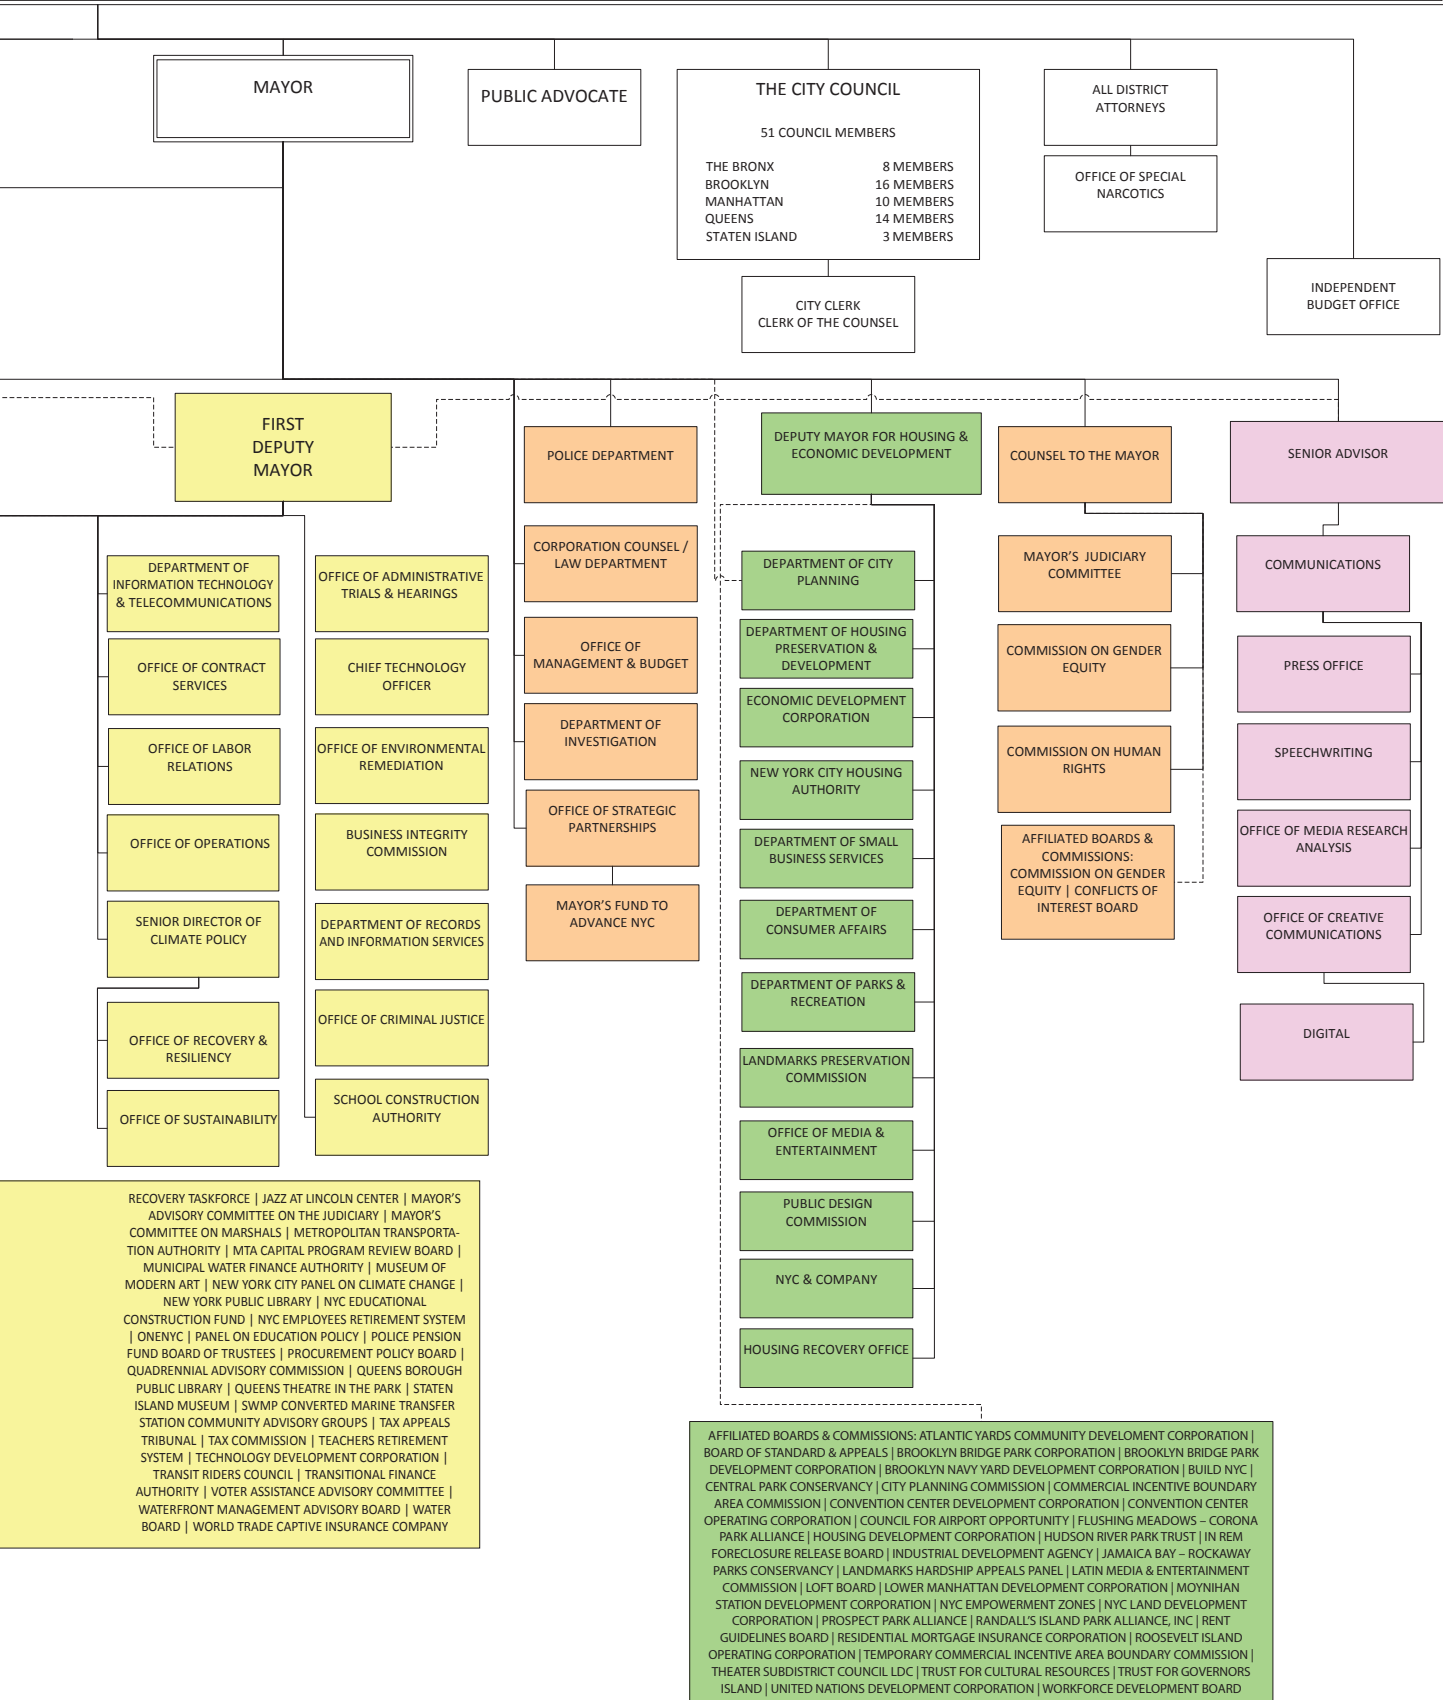 MAYOR
PUBLIC ADVOCATE
THE CITY COUNCIL
51 COUNCIL MEMBERS
THE BRONX 8 MEMBERS
BROOKLYN 16 MEMBERS
MANHATTAN 10 MEMBERS
QUEENS 14 MEMBERS
STATEN ISLAND 3 MEMBERS
ALL DISTRICT
ATTORNEYS
OFFICE OF SPECIAL
NARCOTICS
CITY CLERK
CLERK OF THE COUNSEL
INDEPENDENT
BUDGET OFFICE
FIRST
DEPUTY
MAYOR
DEPARTMENT OF
INFORMATION TECHNOLOGY
& TELECOMMUNICATIONS
OFFICE OF CONTRACT
SERVICES
OFFICE OF LABOR
RELATIONS
OFFICE OF OPERATIONS
SENIOR DIRECTOR OF
CLIMATE POLICY
OFFICE OF RECOVERY &
RESILIENCY
OFFICE OF SUSTAINABILITY
OFFICE OF ADMINISTRATIVE
TRIALS & HEARINGS
CHIEF TECHNOLOGY
OFFICER
OFFICE OF ENVIRONMENTAL
REMEDIATION
BUSINESS INTEGRITY
COMMISSION
DEPARTMENT OF RECORDS
AND INFORMATION SERVICES
OFFICE OF CRIMINAL JUSTICE
SCHOOL CONSTRUCTION
AUTHORITY
RECOVERY TASKFORCE | JAZZ AT LINCOLN CENTER | MAYOR'S
ADVISORY COMMITTEE ON THE JUDICIARY | MAYOR'S
COMMITTEE ON MARSHALS | METROPOLITAN TRANSPORTA-
TION AUTHORITY | MTA CAPITAL PROGRAM REVIEW BOARD |
MUNICIPAL WATER FINANCE AUTHORITY | MUSEUM OF
MODERN ART | NEW YORK CITY PANEL ON CLIMATE CHANGE |
NEW YORK PUBLIC LIBRARY | NYC EDUCATIONAL
CONSTRUCTION FUND | NYC EMPLOYEES RETIREMENT SYSTEM
| ONENYC | PANEL ON EDUCATION POLICY | POLICE PENSION
FUND BOARD OF TRUSTEES | PROCUREMENT POLICY BOARD |
QUADRENNIAL ADVISORY COMMISSION | QUEENS BOROUGH
PUBLIC LIBRARY | QUEENS THEATRE IN THE PARK | STATEN
ISLAND MUSEUM | SWMP CONVERTED MARINE TRANSFER
STATION COMMUNITY ADVISORY GROUPS | TAX APPEALS
TRIBUNAL | TAX COMMISSION | TEACHERS RETIREMENT
SYSTEM | TECHNOLOGY DEVELOPMENT CORPORATION |
TRANSIT RIDERS COUNCIL | TRANSITIONAL FINANCE
AUTHORITY | VOTER ASSISTANCE ADVISORY COMMITTEE |
WATERFRONT MANAGEMENT ADVISORY BOARD | WATER
BOARD | WORLD TRADE CAPTIVE INSURANCE COMPANY
POLICE DEPARTMENT
CORPORATION COUNSEL /
LAW DEPARTMENT
OFFICE OF
MANAGEMENT & BUDGET
DEPARTMENT OF
INVESTIGATION
OFFICE OF STRATEGIC
PARTNERSHIPS
MAYOR'S FUND TO
ADVANCE NYC
DEPUTY MAYOR FOR HOUSING &
ECONOMIC DEVELOPMENT
DEPARTMENT OF CITY
PLANNING
DEPARTMENT OF HOUSING
PRESERVATION &
DEVELOPMENT
ECONOMIC DEVELOPMENT
CORPORATION
NEW YORK CITY HOUSING
AUTHORITY
DEPARTMENT OF SMALL
BUSINESS SERVICES
DEPARTMENT OF
CONSUMER AFFAIRS
DEPARTMENT OF PARKS &
RECREATION
LANDMARKS PRESERVATION
COMMISSION
OFFICE OF MEDIA &
ENTERTAINMENT
PUBLIC DESIGN
COMMISSION
NYC & COMPANY
HOUSING RECOVERY OFFICE
AFFILIATED BOARDS & COMMISSIONS: ATLANTIC YARDS COMMUNITY DEVELOMENT CORPORATION |
BOARD OF STANDARD & APPEALS | BROOKLYN BRIDGE PARK CORPORATION | BROOKLYN BRIDGE PARK
DEVELOPMENT CORPORATION | BROOKLYN NAVY YARD DEVELOPMENT CORPORATION | BUILD NYC |
CENTRAL PARK CONSERVANCY | CITY PLANNING COMMISSION | COMMERCIAL INCENTIVE BOUNDARY
AREA COMMISSION | CONVENTION CENTER DEVELOPMENT CORPORATION | CONVENTION CENTER
OPERATING CORPORATION | COUNCIL FOR AIRPORT OPPORTUNITY | FLUSHING MEADOWS – CORONA
PARK ALLIANCE | HOUSING DEVELOPMENT CORPORATION | HUDSON RIVER PARK TRUST | IN REM
FORECLOSURE RELEASE BOARD | INDUSTRIAL DEVELOPMENT AGENCY | JAMAICA BAY – ROCKAWAY
PARKS CONSERVANCY | LANDMARKS HARDSHIP APPEALS PANEL | LATIN MEDIA & ENTERTAINMENT
COMMISSION | LOFT BOARD | LOWER MANHATTAN DEVELOPMENT CORPORATION | MOYNIHAN
STATION DEVELOPMENT CORPORATION | NYC EMPOWERMENT ZONES | NYC LAND DEVELOPMENT
CORPORATION | PROSPECT PARK ALLIANCE | RANDALL'S ISLAND PARK ALLIANCE, INC | RENT
GUIDELINES BOARD | RESIDENTIAL MORTGAGE INSURANCE CORPORATION | ROOSEVELT ISLAND
OPERATING CORPORATION | TEMPORARY COMMERCIAL INCENTIVE AREA BOUNDARY COMMISSION |
THEATER SUBDISTRICT COUNCIL LDC | TRUST FOR CULTURAL RESOURCES | TRUST FOR GOVERNORS
ISLAND | UNITED NATIONS DEVELOPMENT CORPORATION | WORKFORCE DEVELOPMENT BOARD
COUNSEL TO THE MAYOR
MAYOR'S JUDICIARY
COMMITTEE
COMMISSION ON GENDER
EQUITY
COMMISSION ON HUMAN
RIGHTS
AFFILIATED BOARDS &
COMMISSIONS:
COMMISSION ON GENDER
EQUITY | CONFLICTS OF
INTEREST BOARD
SENIOR ADVISOR
COMMUNICATIONS
PRESS OFFICE
SPEECHWRITING
OFFICE OF MEDIA RESEARCH
ANALYSIS
OFFICE OF CREATIVE
COMMUNICATIONS
DIGITAL